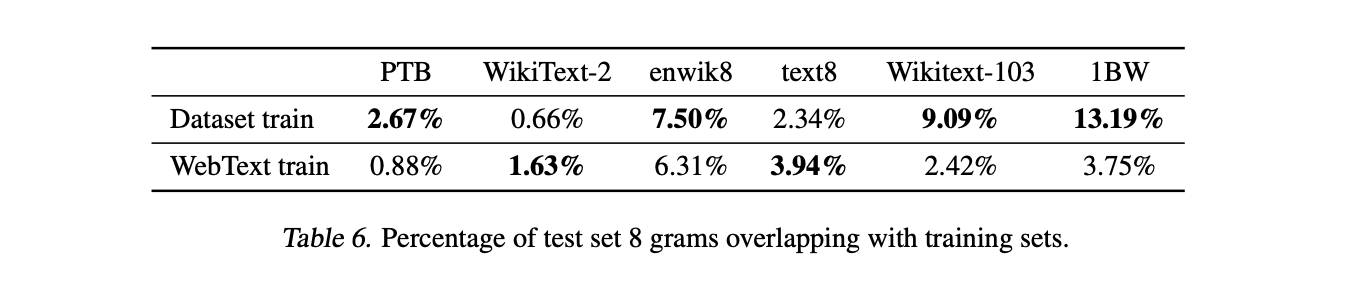 PTB WikiText-2 enwik8 text8 Wikitext-103 1BW
Dataset train 2.67% 0.66% 7.50% 2.34% 9.09% 13.19%
WebText train 0.88% 1.63% 6.31% 3.94% 2.42% 3.75%
Table 6. Percentage of test set 8 grams overlapping with training sets.